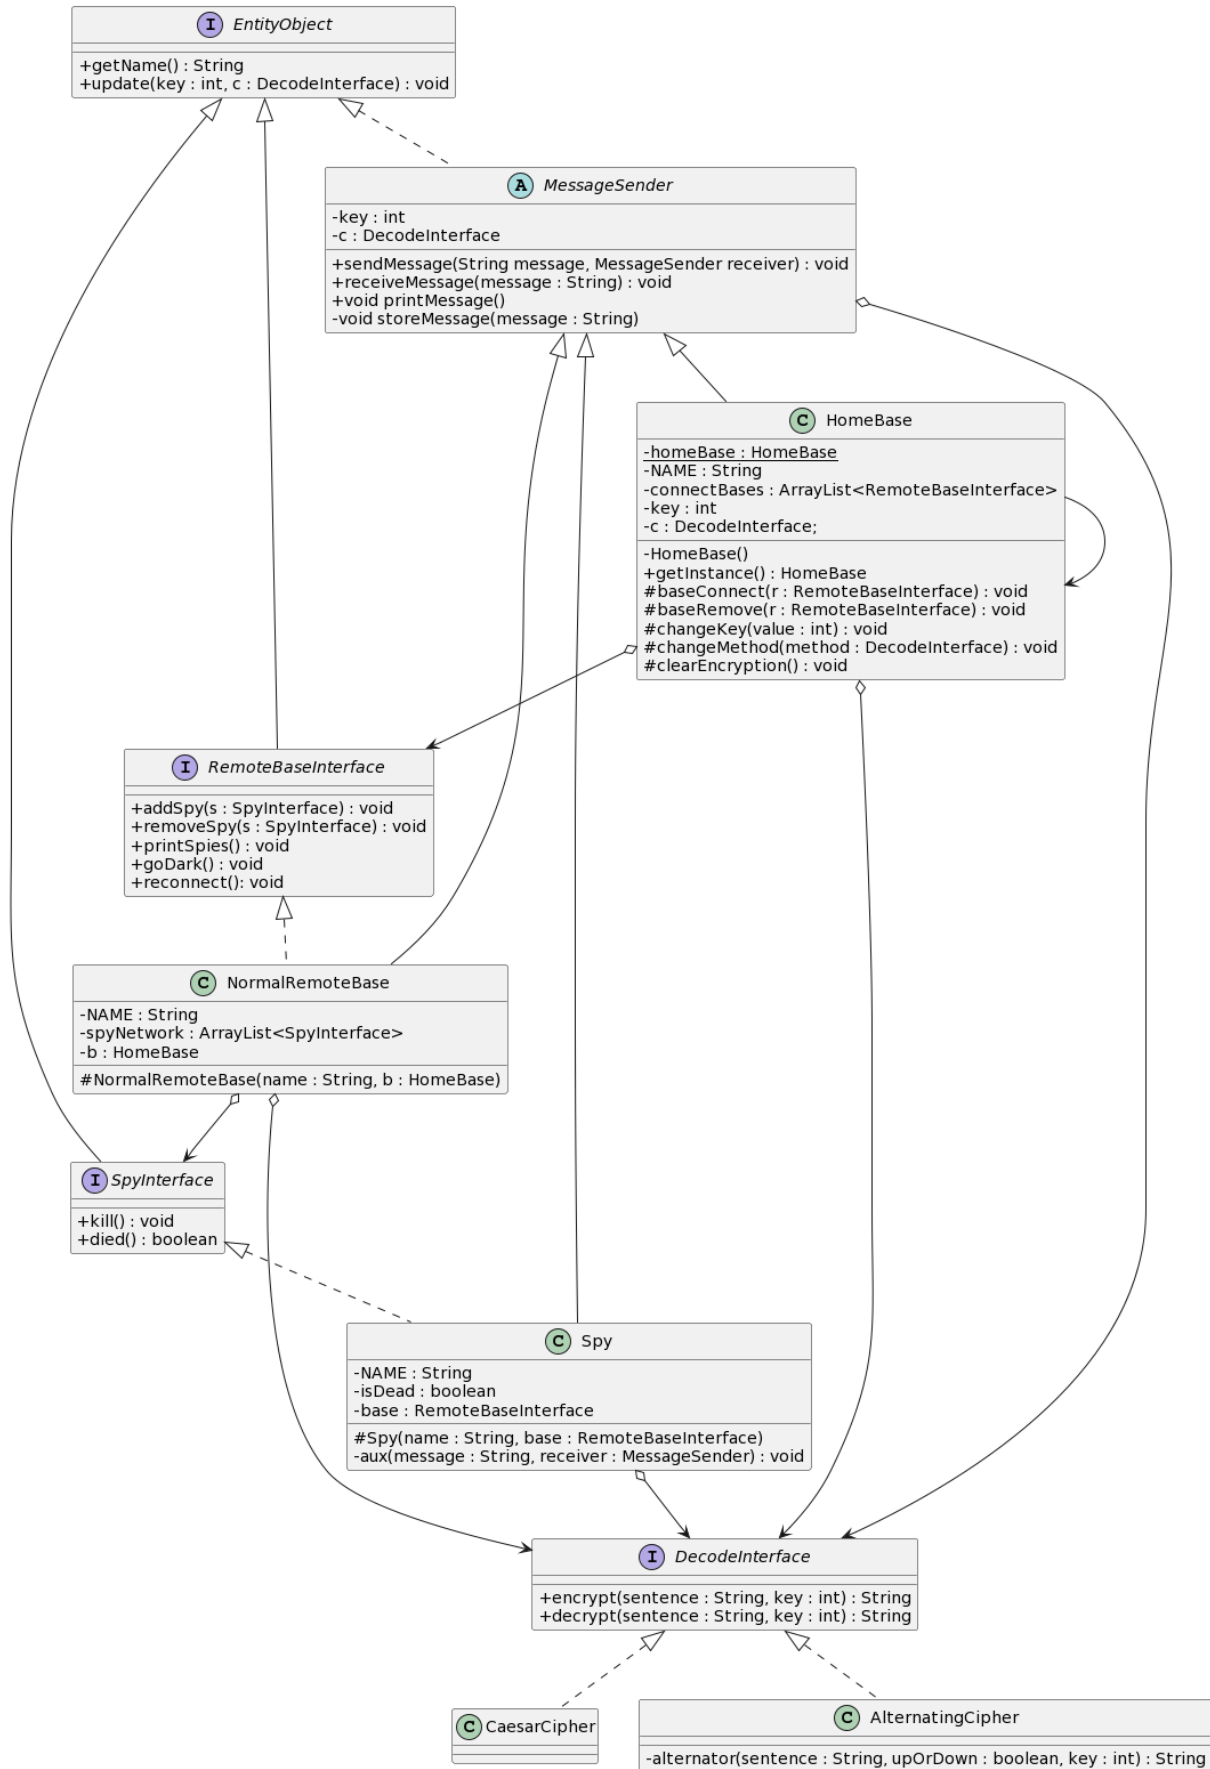 I EntityObject
+getName() : String
+update(key : int, c : DecodeInterface) : void
A MessageSender
-key : int
-c : DecodeInterface
+sendMessage(String message, MessageSender receiver) : void
+receiveMessage(message : String) : void
+void printMessage()
-void storeMessage(message : String)
C HomeBase
-homeBase : HomeBase
-NAME : String
-connectBases : ArrayList<RemoteBaseInterface>
-key : int
-c : DecodeInterface;
-HomeBase()
+getInstance() : HomeBase
#baseConnect(r : RemoteBaseInterface) : void
#baseRemove(r : RemoteBaseInterface) : void
#changeKey(value : int) : void
#changeMethod(method : DecodeInterface) : void
#clearEncryption() : void
I RemoteBaseInterface
+addSpy(s : SpyInterface) : void
+removeSpy(s : SpyInterface) : void
+printSpies() : void
+goDark() : void
+reconnect(): void
C NormalRemoteBase
-NAME : String
-spyNetwork : ArrayList<SpyInterface>
-b : HomeBase
#NormalRemoteBase(name : String, b : HomeBase)
I SpyInterface
+kill() : void
+died() : boolean
C Spy
-NAME : String
-isDead : boolean
-base : RemoteBaseInterface
#Spy(name : String, base : RemoteBaseInterface)
-aux(message : String, receiver : MessageSender) : void
I DecodeInterface
+encrypt(sentence : String, key : int) : String
+decrypt(sentence : String, key : int) : String
C CaesarCipher
C AlternatingCipher
-alternator(sentence : String, upOrDown : boolean, key : int) : String